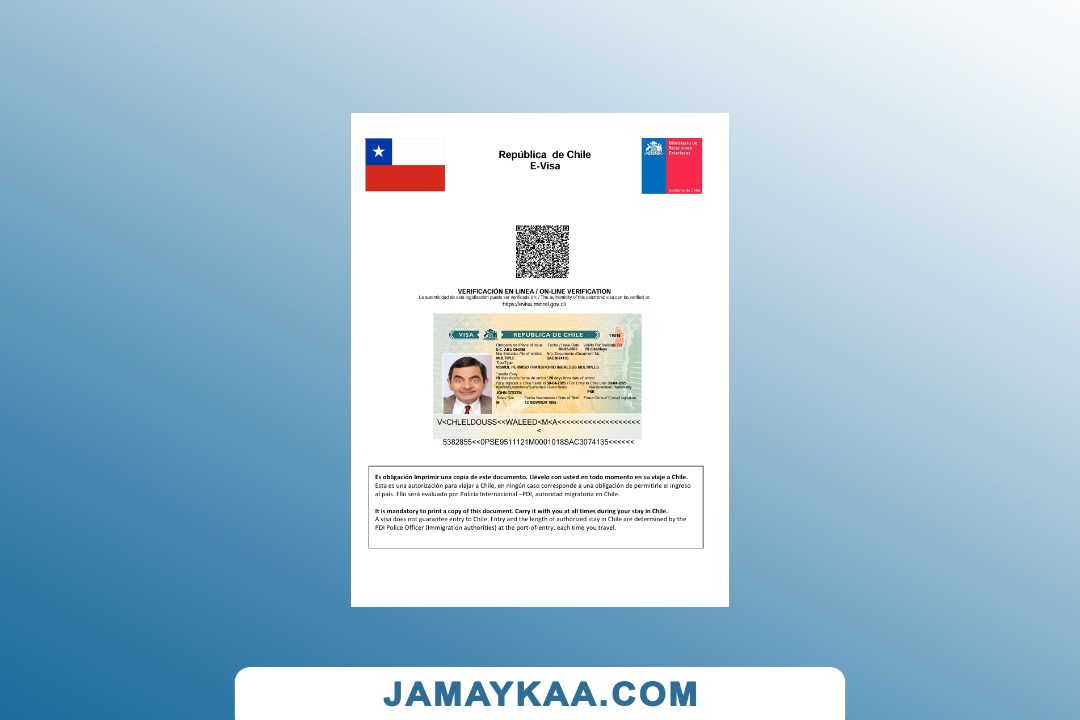 República de Chile
E-Visa
Ministerio de
Relaciones
Exteriores
Gobierno de Chile
VERIFICACIÓN EN LINEA / ON-LINE VERIFICATION
La autenticidad de esta legalización puede ser verificada en: / The authenticity of this electronic visa can be verified to:
https://evisa.minrel.gov.cl
VISA REPUBLICA DE CHILE
S.C. ABU DHABI
MULTIPLE SAC3074135
JOHN CITIZEN
V<CHLELDOUSS<<WALEED<M<A<<<<<<<<<<<<<<<<<<<
<
5382855<<0PSE9511121M0001018SAC3074135<<<<<<
Es obligación Imprimir una copia de este documento. Llévelo con usted en todo momento en su viaje a Chile.
Esta es una autorización para viajar a Chile, en ningún caso corresponde a una obligación de permitirle el ingreso
al país. Ello será evaluado por Policía Internacional –PDI, autoridad migratoria en Chile.
It is mandatory to print a copy of this document. Carry it with you at all times during your stay in Chile.
A visa does not guarantee entry to Chile. Entry and the length of authorized stay in Chile are determined by the
PDI Police Officer (Immigration authorities) at the port-of-entry, each time you travel.
JAMAYKAA.COM